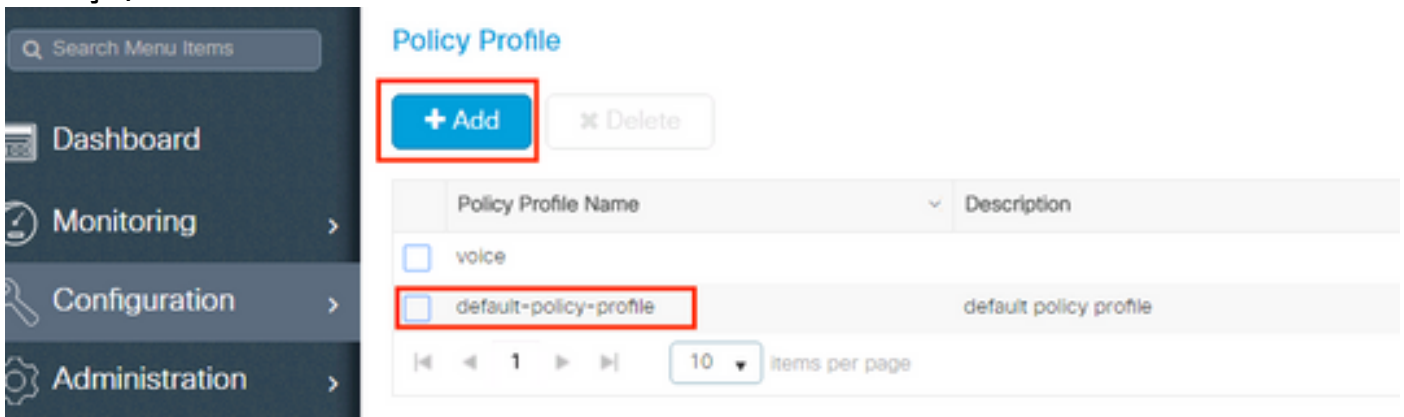 Search Menu Items
Dashboard
Monitoring
Configuration
Administration
Policy Profile
+ Add
✖ Delete
Policy Profile Name
Description
voice
default-policy-profile
default policy profile
1
10
items per page